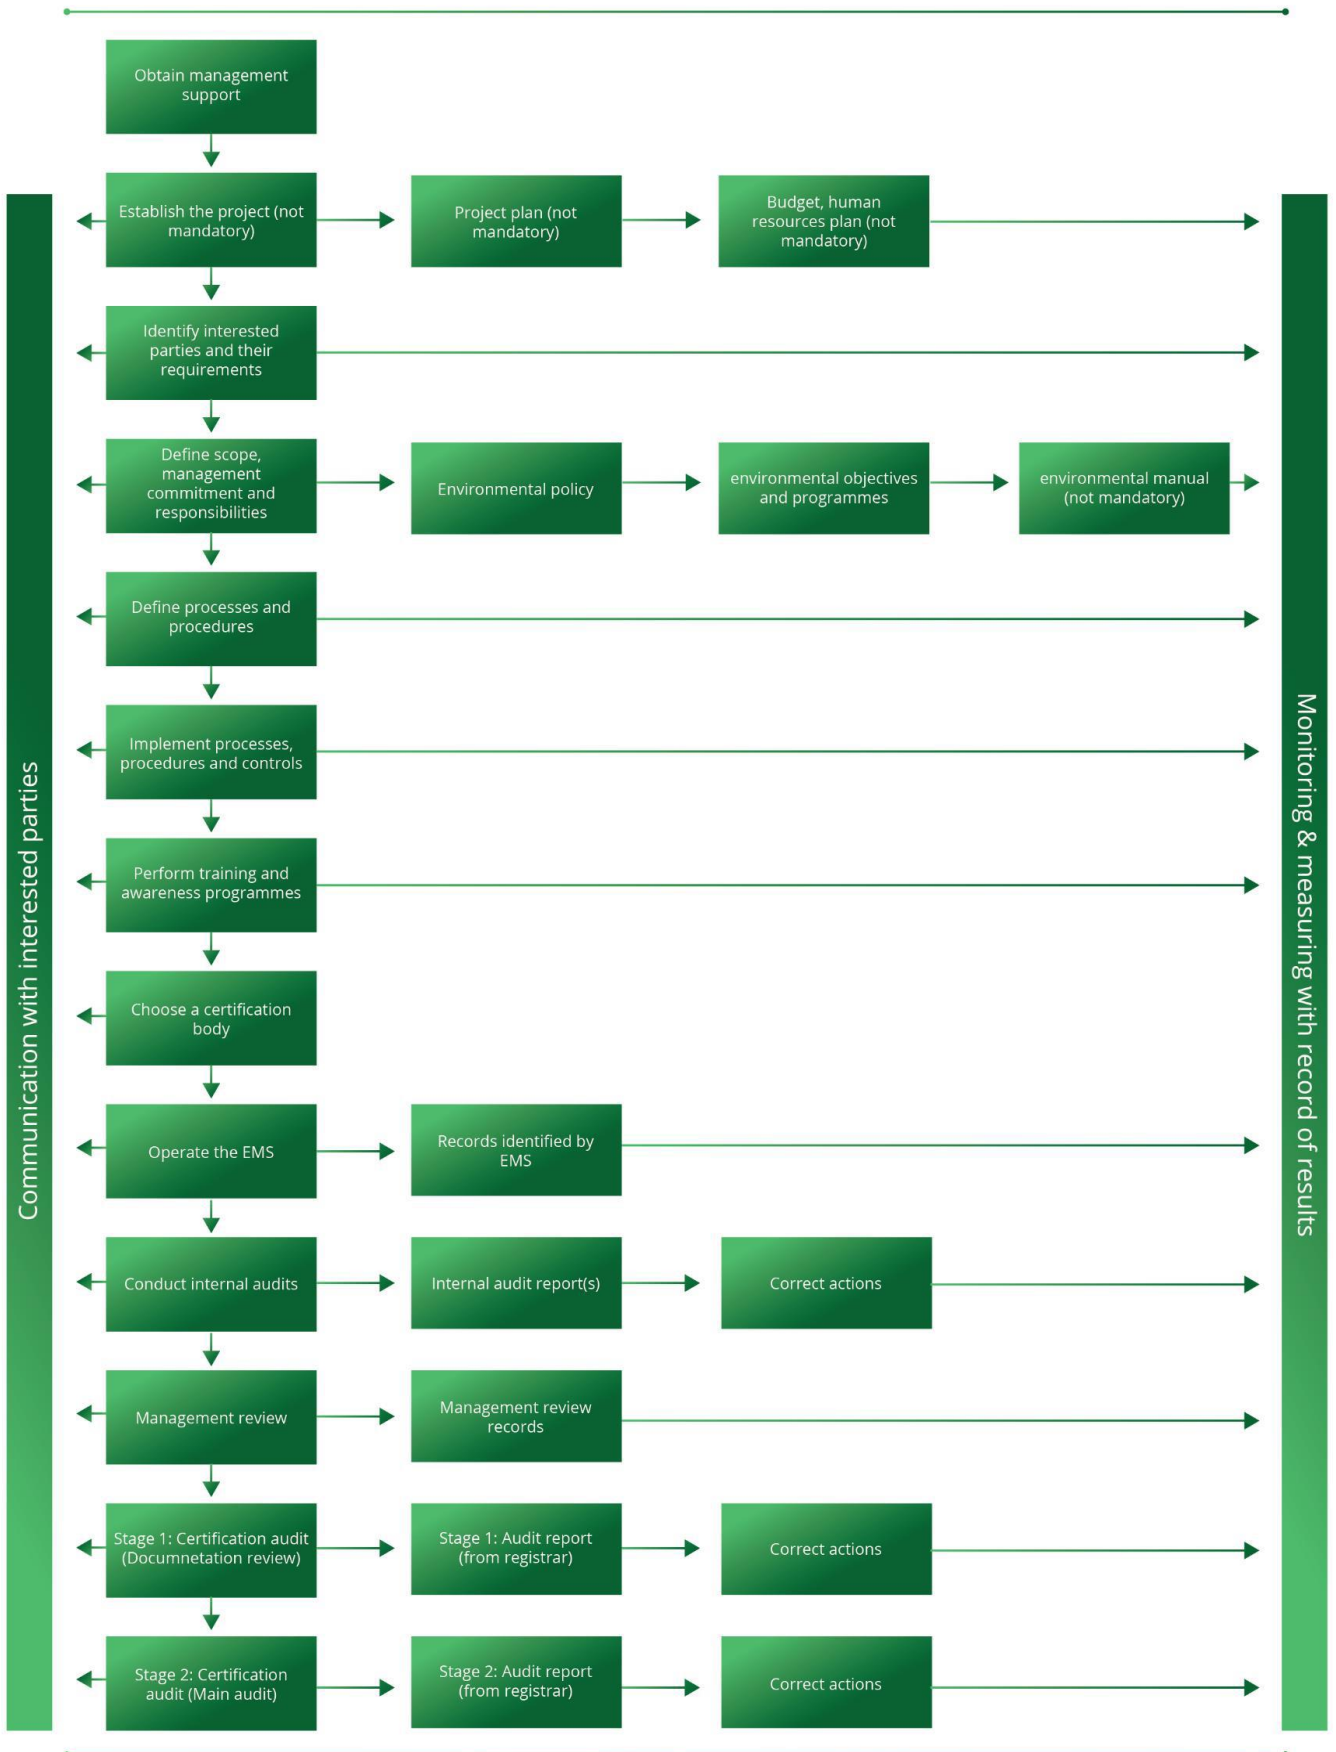 Obtain management
support
Establish the project (not
mandatory)
Project plan (not
mandatory)
Budget, human
resources plan (not
mandatory)
Identify interested
parties and their
requirements
Define scope,
management
commitment and
responsibilities
Environmental policy
environmental objectives
and programmes
environmental manual
(not mandatory)
Define processes and
procedures
Implement processes,
procedures and controls
Perform training and
awareness programmes
Choose a certification
body
Operate the EMS
Records identified by
EMS
Conduct internal audits
Internal audit report(s)
Correct actions
Management review
Management review
records
Stage 1: Certification audit
(Documnetation review)
Stage 1: Audit report
(from registrar)
Correct actions
Stage 2: Certification
audit (Main audit)
Stage 2: Audit report
(from registrar)
Correct actions
Communication with interested parties
Monitoring & measuring with record of results